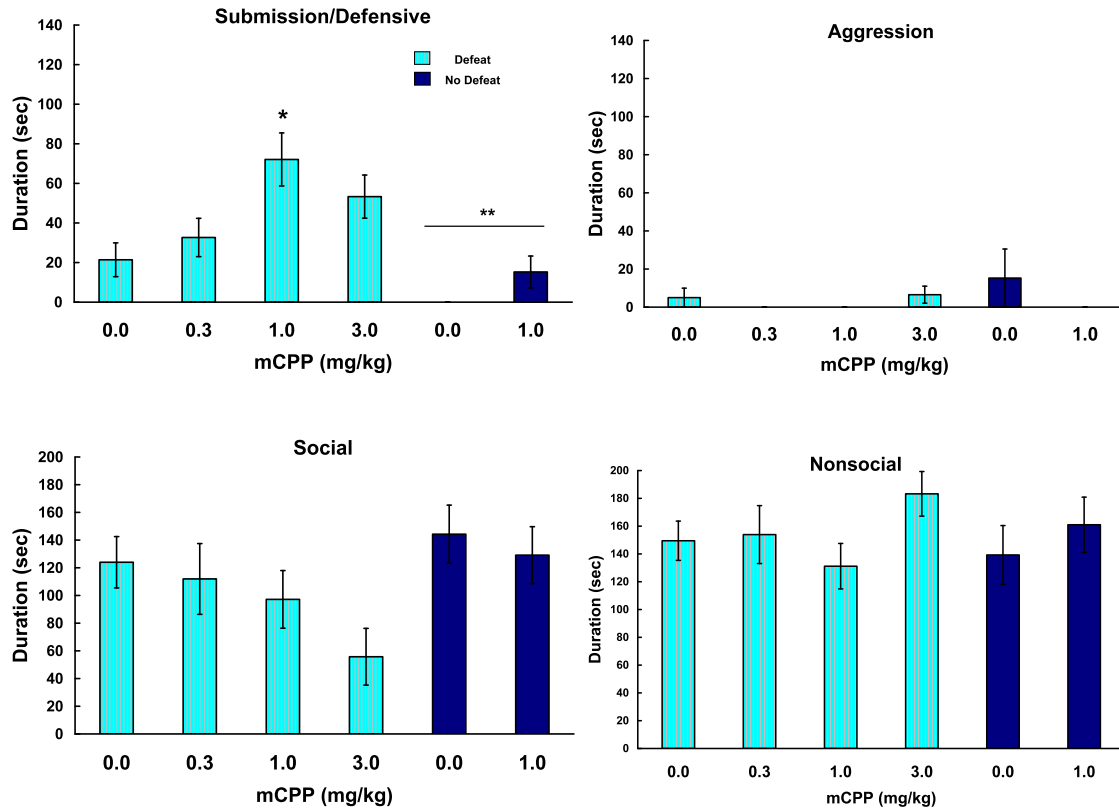 Submission/Defensive
140
120
100
80
60
40
20
0
Duration (sec)
Defeat
No Defeat
*
**
0.0 0.3 1.0 3.0 0.0 1.0
mCPP (mg/kg)
Aggression
140
120
100
80
60
40
20
0
Duration (sec)
0.0 0.3 1.0 3.0 0.0 1.0
mCPP (mg/kg)
Social
200
180
160
140
120
100
80
60
40
20
0
Duration (sec)
0.0 0.3 1.0 3.0 0.0 1.0
mCPP (mg/kg)
Nonsocial
200
180
160
140
120
100
80
60
40
20
0
Duration (sec)
0.0 0.3 1.0 3.0 0.0 1.0
mCPP (mg/kg)